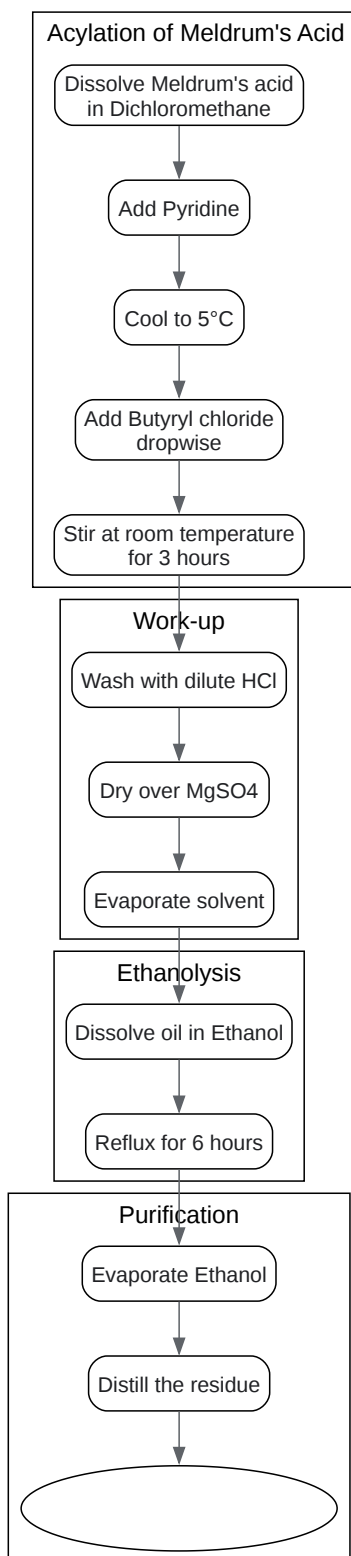 Acylation of Meldrum's Acid
Dissolve Meldrum's acid
in Dichloromethane
Add Pyridine
Cool to 5°C
Add Butyryl chloride
dropwise
Stir at room temperature
for 3 hours
Work-up
Wash with dilute HCl
Dry over MgSO4
Evaporate solvent
Ethanolysis
Dissolve oil in Ethanol
Reflux for 6 hours
Purification
Evaporate Ethanol
Distill the residue